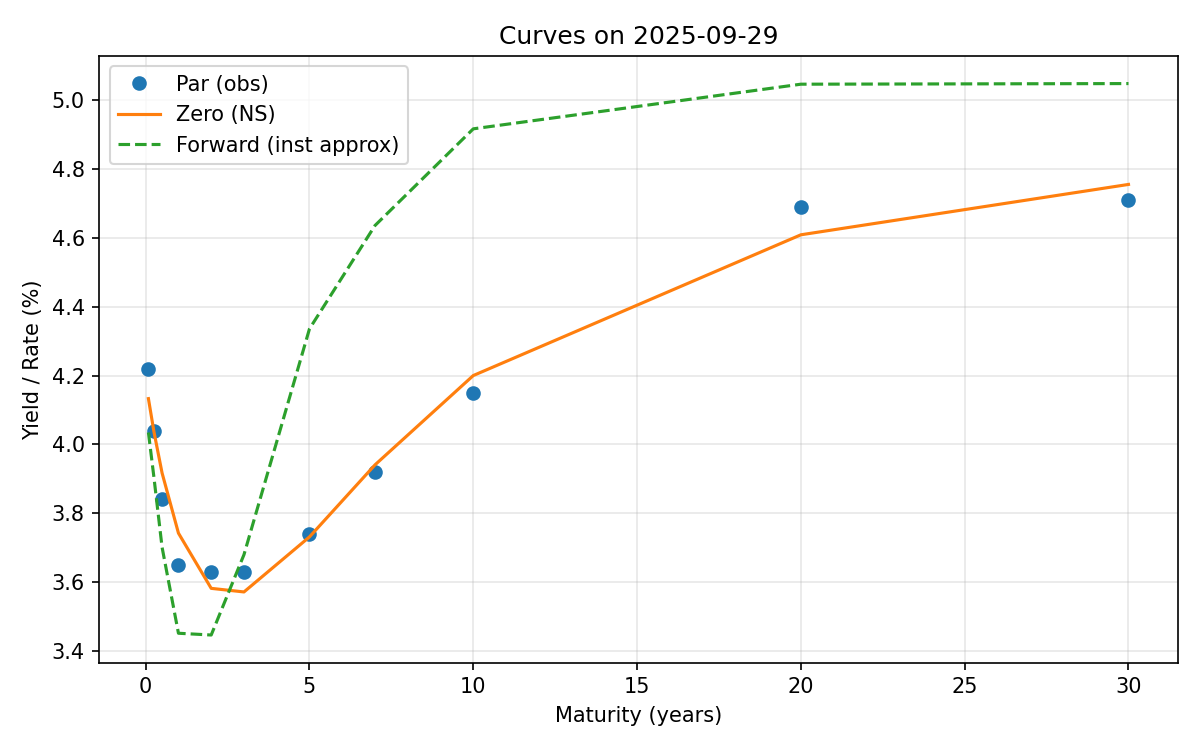 Curves on 2025-09-29
Par (obs)
Zero (NS)
Forward (inst approx)
Yield / Rate (%)
5.0
4.8
4.6
4.4
4.2
4.0
3.8
3.6
3.4
0 5 10 15 20 25 30
Maturity (years)